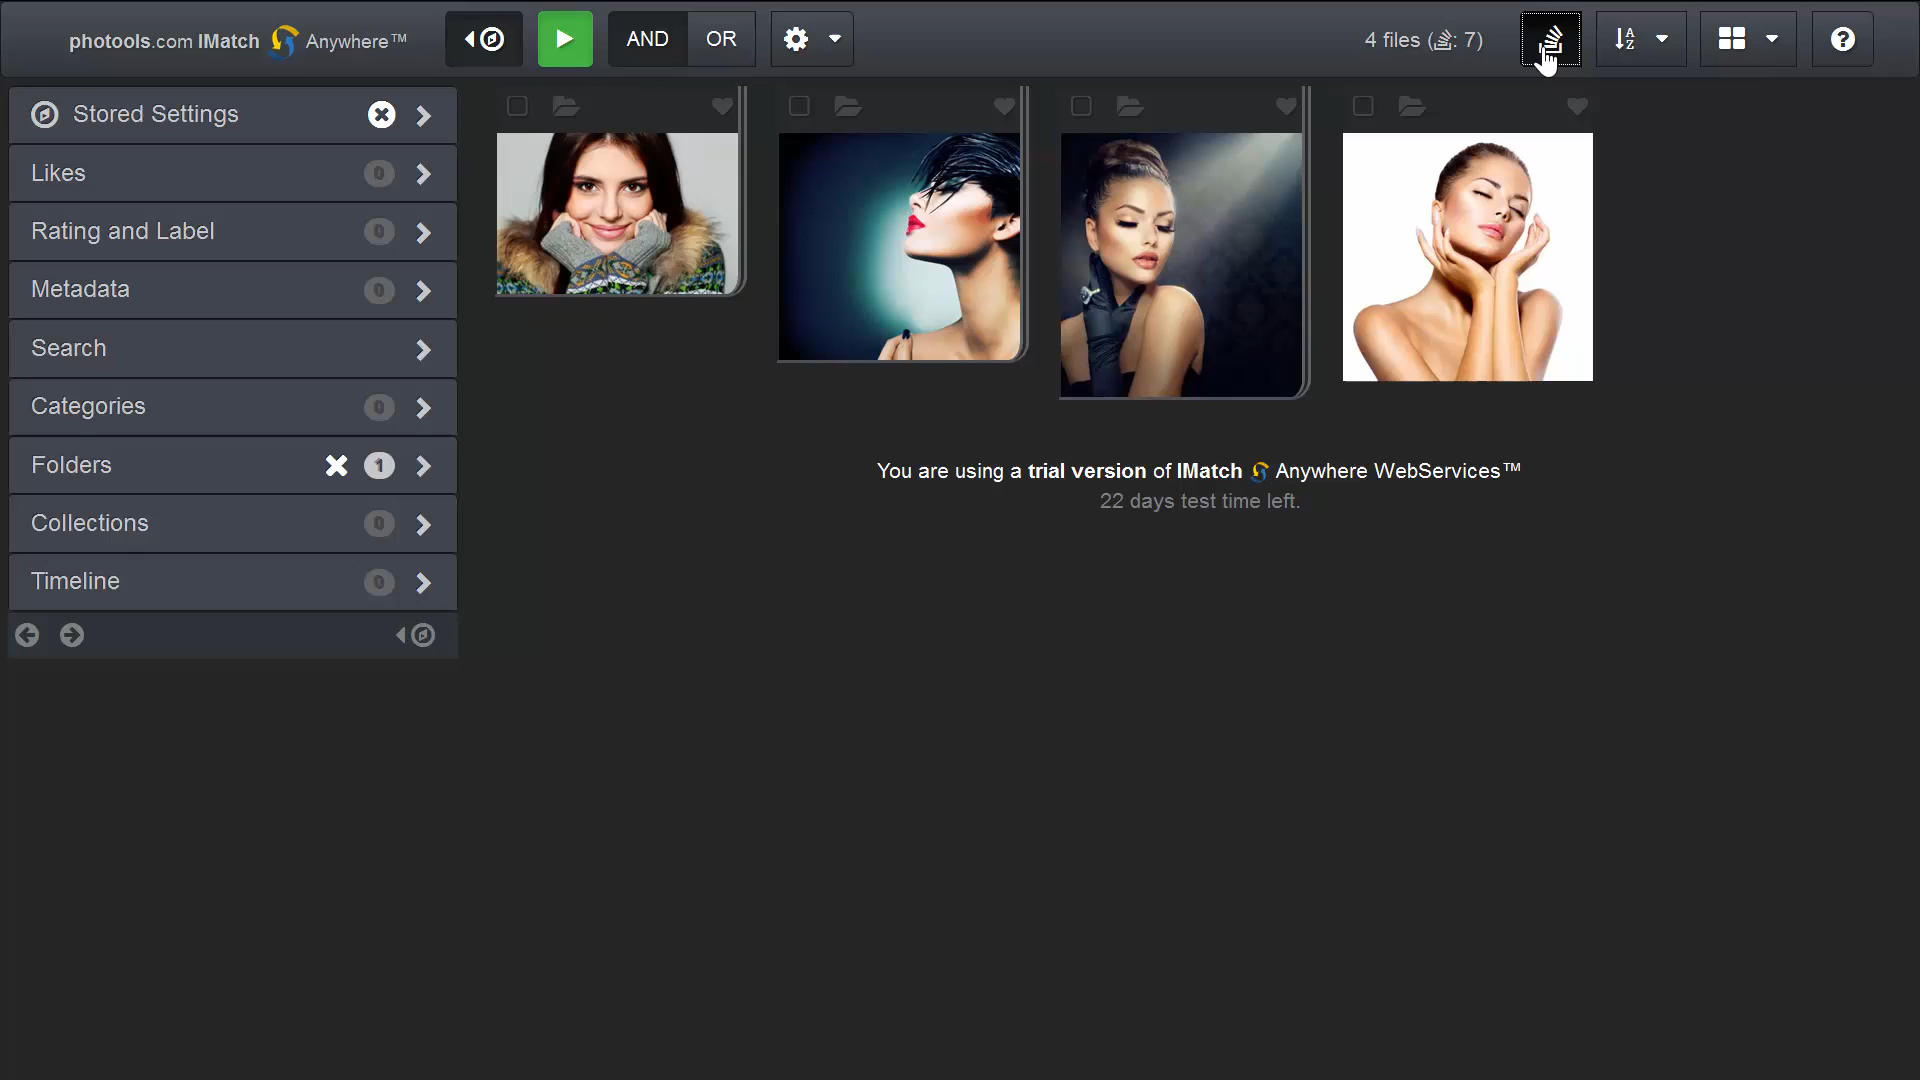 photools.com IMatch Anywhere™
AND
OR
4 files ( : 7)
Stored Settings
Likes 0
Rating and Label 0
Metadata 0
Search
Categories 0
Folders 1
Collections 0
Timeline 0
You are using a trial version of IMatch Anywhere WebServices™
22 days test time left.